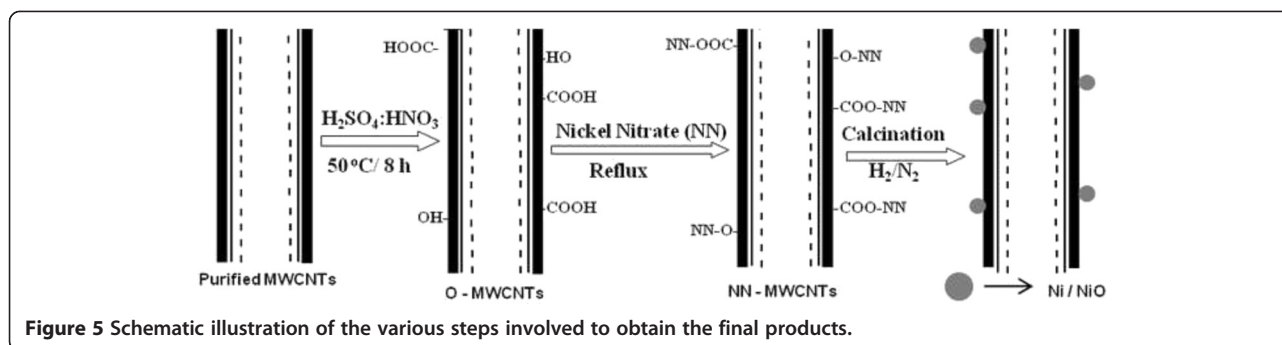 HOOC-
-HO
-COOH
H₂SO₄:HNO₃
50 ºC/ 8 h
OH-
-COOH
Purified MWCNTs
O - MWCNTs
NN-OOC-
-O-NN
-COO-NN
Nickel Nitrate (NN)
Reflux
NN-O-
-COO-NN
NN - MWCNTs
Calcination
H₂/N₂
Ni / NiO
Figure 5 Schematic illustration of the various steps involved to obtain the final products.